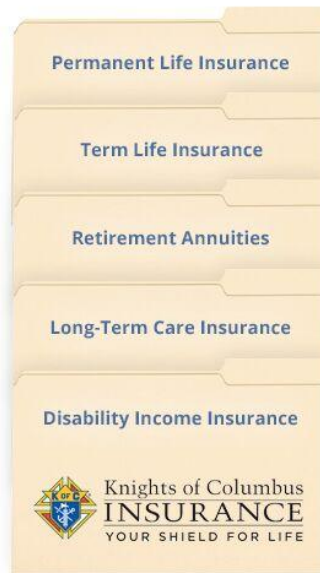 Permanent Life Insurance
Term Life Insurance
Retirement Annuities
Long-Term Care Insurance
Disability Income Insurance
K OF C
Knights of Columbus
INSURANCE
YOUR SHIELD FOR LIFE